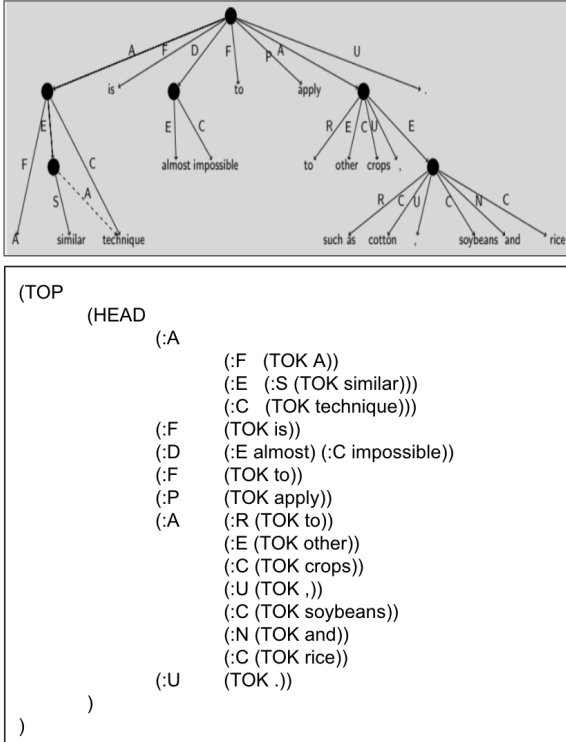 A F D F P A U
is to apply .
E E C R E C U E
F C almost impossible to other crops ,
S A R C U C N C
A similar technique such as cotton , soybeans and rice
(TOP
(HEAD
(:A
(:F (TOK A))
(:E (:S (TOK similar)))
(:C (TOK technique)))
(:F (TOK is))
(:D (:E almost) (:C impossible))
(:F (TOK to))
(:P (TOK apply))
(:A (:R (TOK to))
(:E (TOK other))
(:C (TOK crops))
(:U (TOK ,))
(:C (TOK soybeans))
(:N (TOK and))
(:C (TOK rice))
(:U (TOK .))
)
)